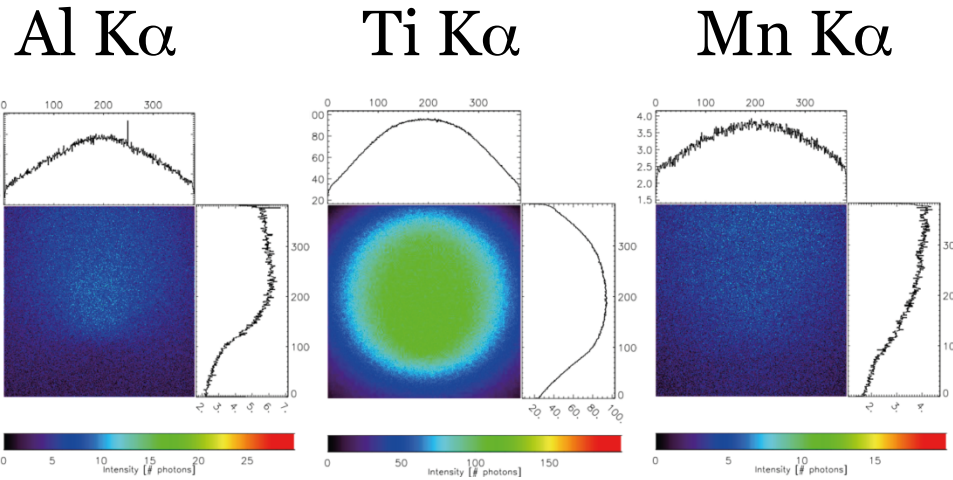 Al Kα
Ti Kα
Mn Kα
0 100 200 300
0 100 200 300
0 100 200 300
00
80
60
40
20
4.0
3.5
3.0
2.5
2.0
1.5
300
200
100
0
2. 3. 4. 5. 6. 7.
300
200
100
0
20. 40. 60. 80. 100.
30
20
10
0
2. 3. 4.
0 5 10 15 20 25
Intensity [# photons]
0 50 100 150
Intensity [# photons]
0 5 10 15
Intensity [# photons]